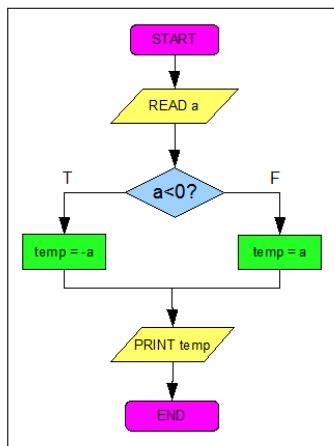 START
READ a
T
F
a<0?
temp = -a
temp = a
PRINT temp
END